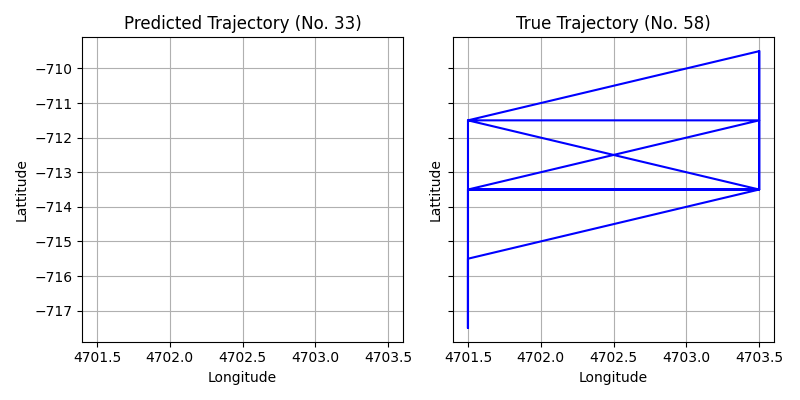 Predicted Trajectory (No. 33)
True Trajectory (No. 58)
−710
−711
−712
−713
−714
−715
−716
−717
Lattitude
Lattitude
4701.5 4702.0 4702.5 4703.0 4703.5
4701.5 4702.0 4702.5 4703.0 4703.5
Longitude
Longitude